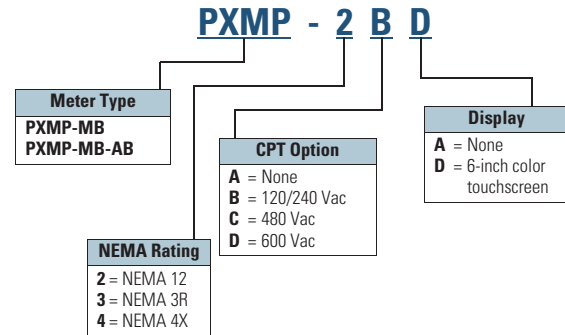 PXMP - 2 B D
Meter Type
PXMP-MB
PXMP-MB-AB
NEMA Rating
2 = NEMA 12
3 = NEMA 3R
4 = NEMA 4X
CPT Option
A = None
B = 120/240 Vac
C = 480 Vac
D = 600 Vac
Display
A = None
D = 6-inch color
touchscreen